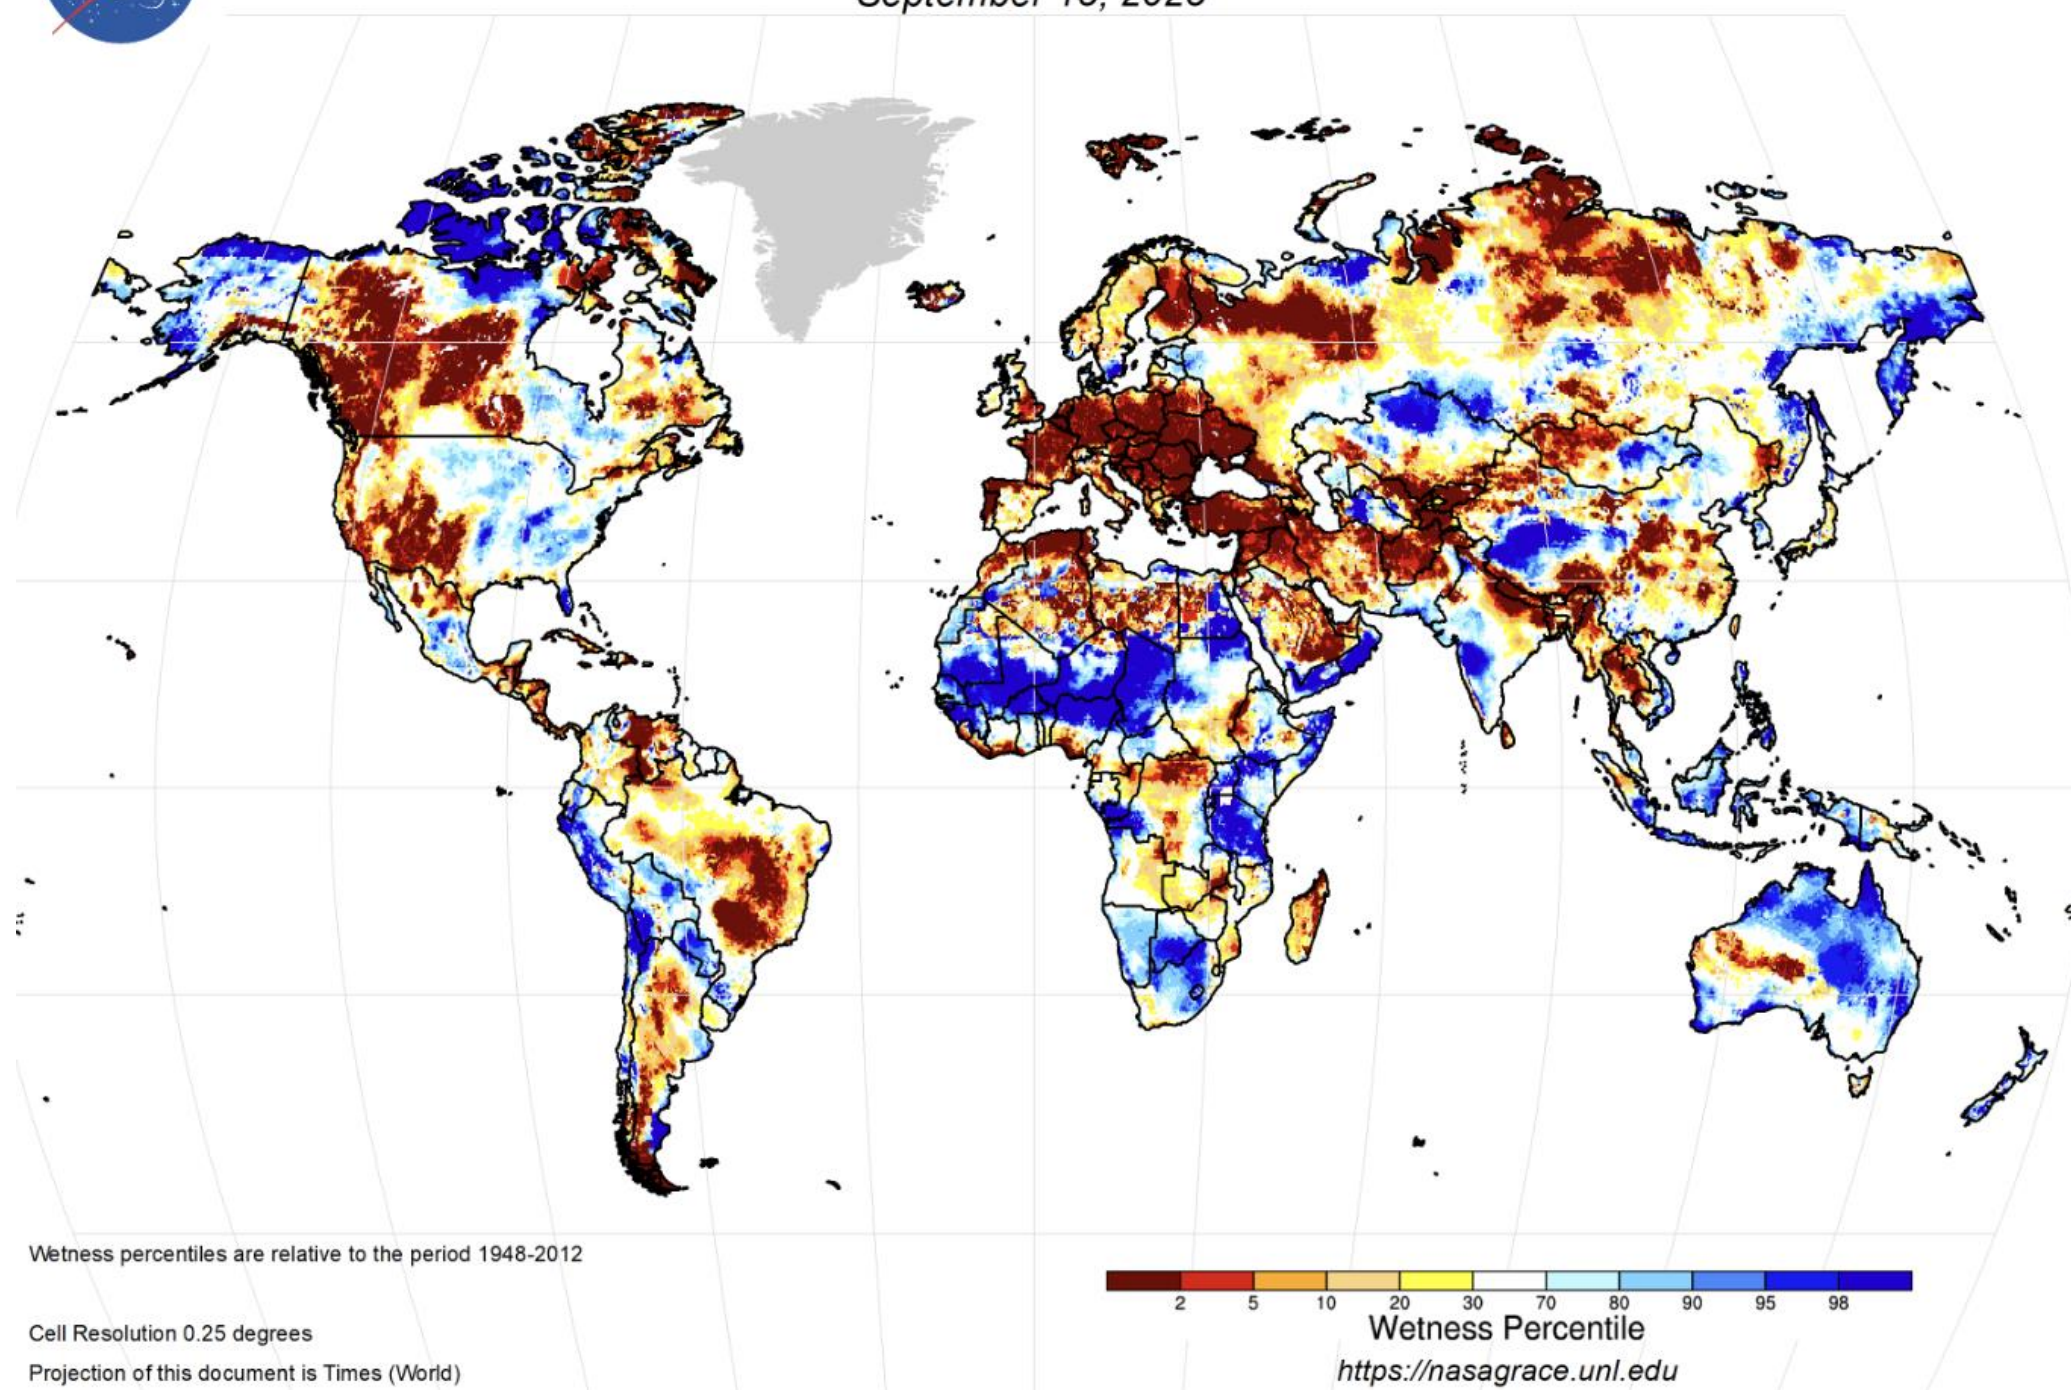 Wetness percentiles are relative to the period 1948-2012
Cell Resolution 0.25 degrees
Projection of this document is Times (World)
2 5 10 20 30 70 80 90 95 98
Wetness Percentile
https://nasagrace.unl.edu